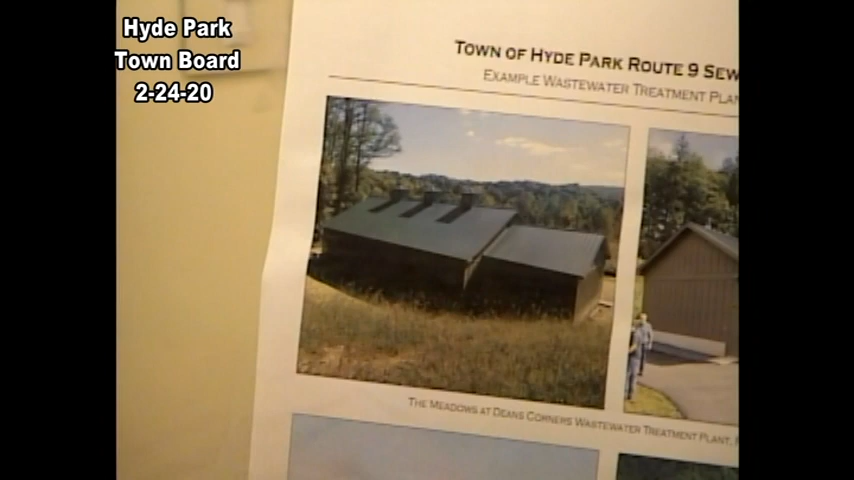 Hyde Park
Town Board
2-24-20
TOWN OF HYDE PARK ROUTE 9 SEW
EXAMPLE WASTEWATER TREATMENT PLAN
THE MEADOWS AT DEANS CORNERS WASTEWATER TREATMENT PLANT,